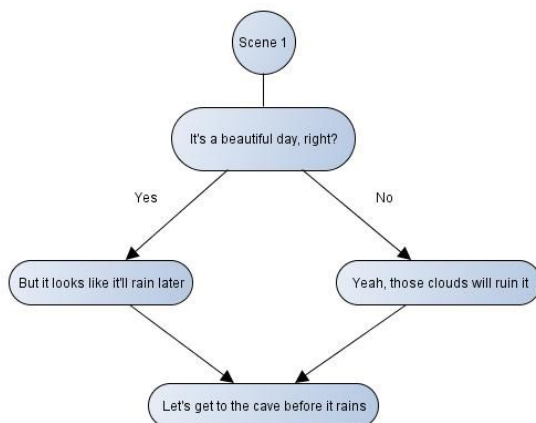 Scene 1
It's a beautiful day, right?
Yes
No
But it looks like it'll rain later
Yeah, those clouds will ruin it
Let's get to the cave before it rains